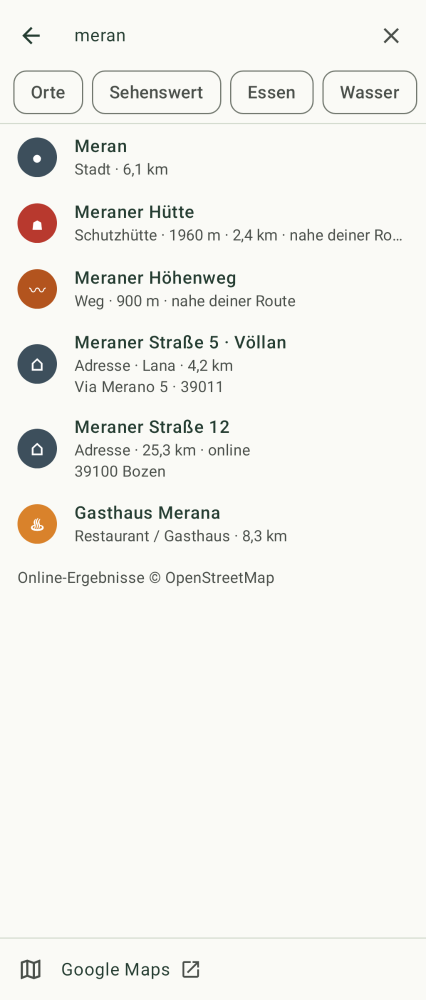 meran
Orte
Sehenswert
Essen
Wasser
Meran
Stadt · 6,1 km
Meraner Hütte
Schutzhütte · 1960 m · 2,4 km · nahe deiner Ro…
Meraner Höhenweg
Weg · 900 m · nahe deiner Route
Meraner Straße 5 · Völlan
Adresse · Lana · 4,2 km
Via Merano 5 · 39011
Meraner Straße 12
Adresse · 25,3 km · online
39100 Bozen
Gasthaus Merana
Restaurant / Gasthaus · 8,3 km
Online-Ergebnisse © OpenStreetMap
Google Maps